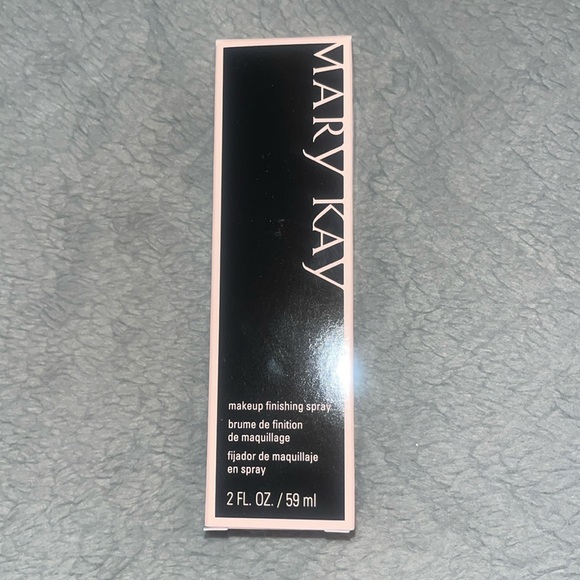 MARY KAY
makeup finishing spray
brume de finition
de maquillage
fijador de maquillaje
en spray
2 FL. OZ. / 59 ml